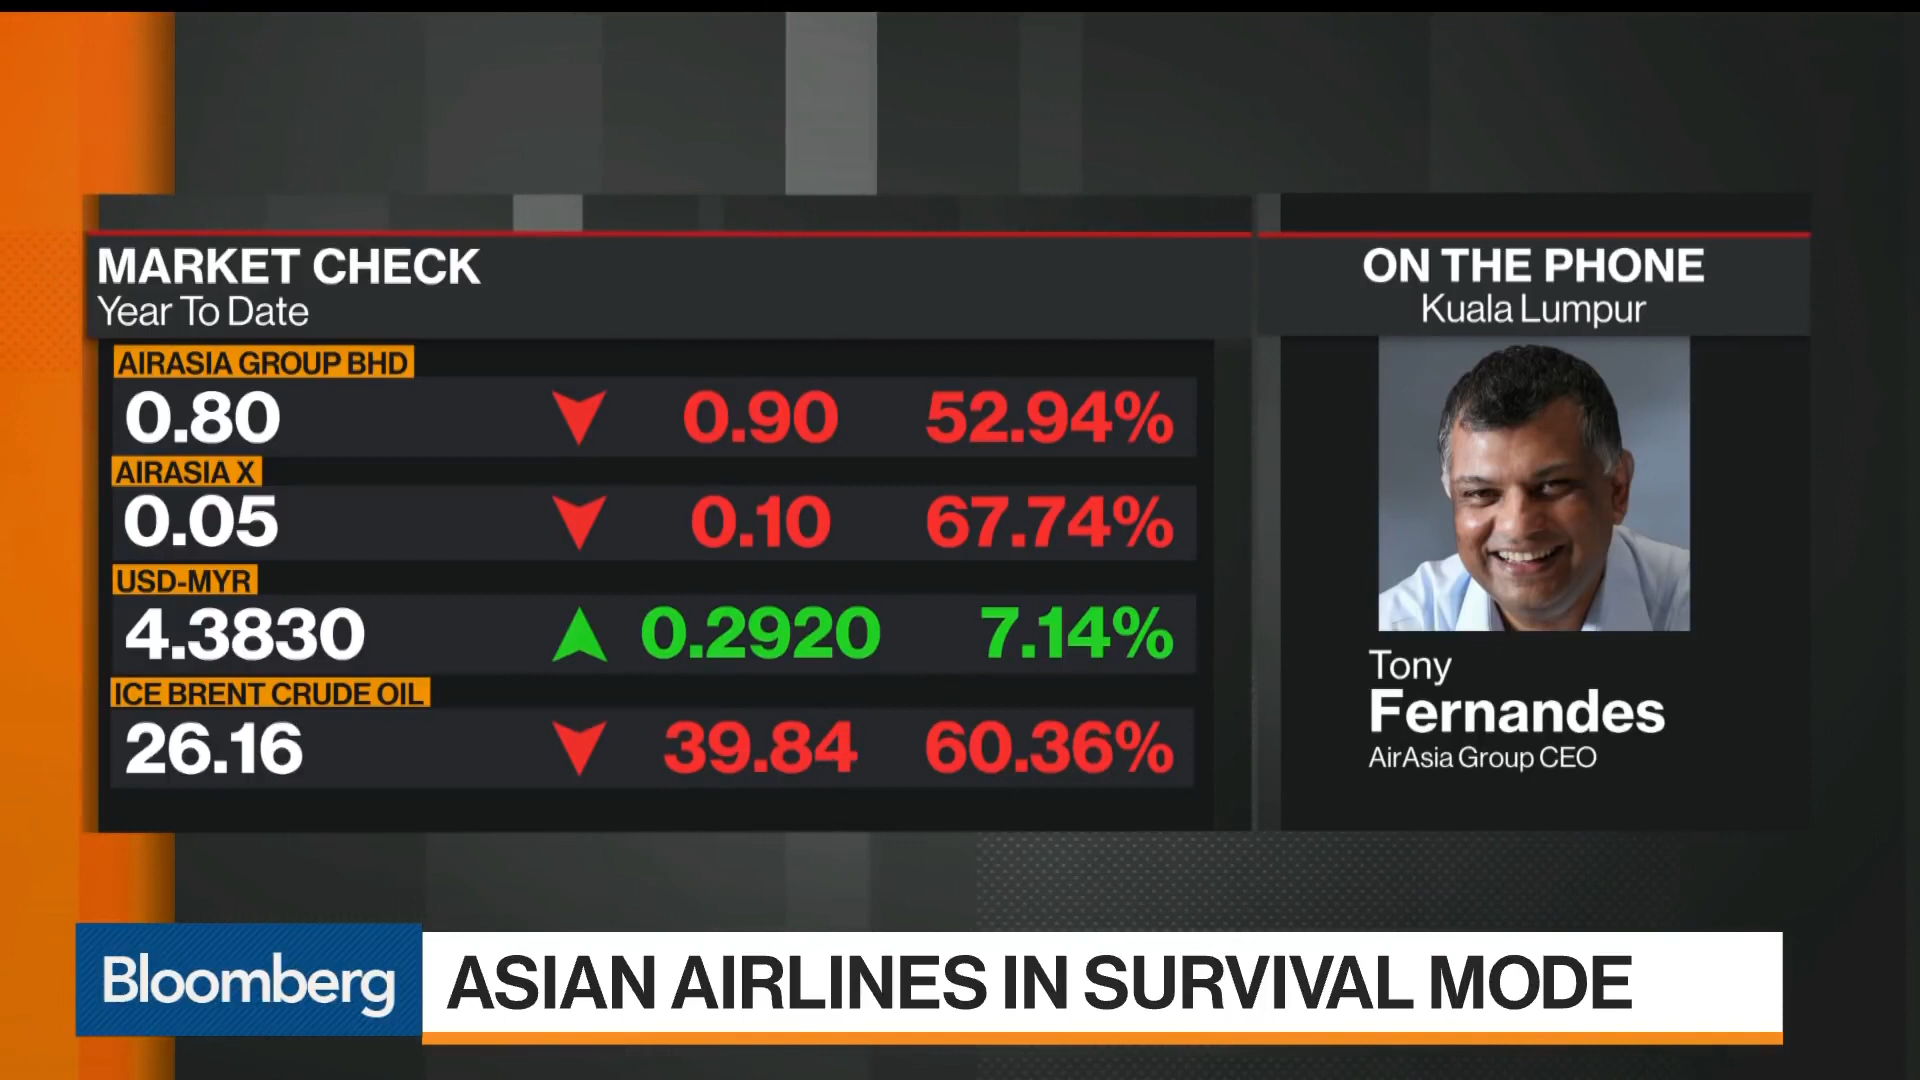 MARKET CHECK
Year To Date
AIRASIA GROUP BHD
0.80 0.90 52.94%
AIRASIA X
0.05 0.10 67.74%
USD-MYR
4.3830 0.2920 7.14%
ICE BRENT CRUDE OIL
26.16 39.84 60.36%
ON THE PHONE
Kuala Lumpur
Tony
Fernandes
AirAsia Group CEO
Bloomberg
ASIAN AIRLINES IN SURVIVAL MODE